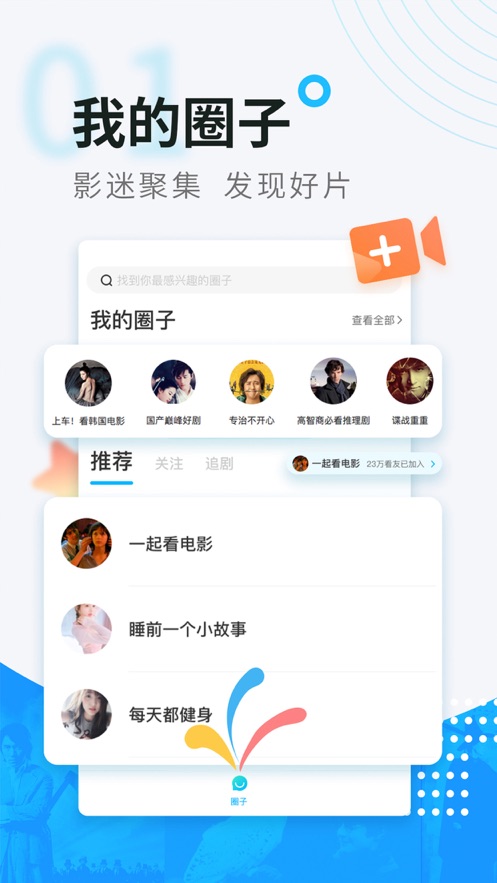 01
我的圈子
影迷聚集 发现好片
找到你最感兴趣的圈子
我的圈子
查看全部
上车！看韩国电影
国产巅峰好剧
专治不开心
高智商必看推理剧
谍战重重
推荐
关注
追剧
一起看电影
23万看友已加入
一起看电影
睡前一个小故事
每天都健身
圈子